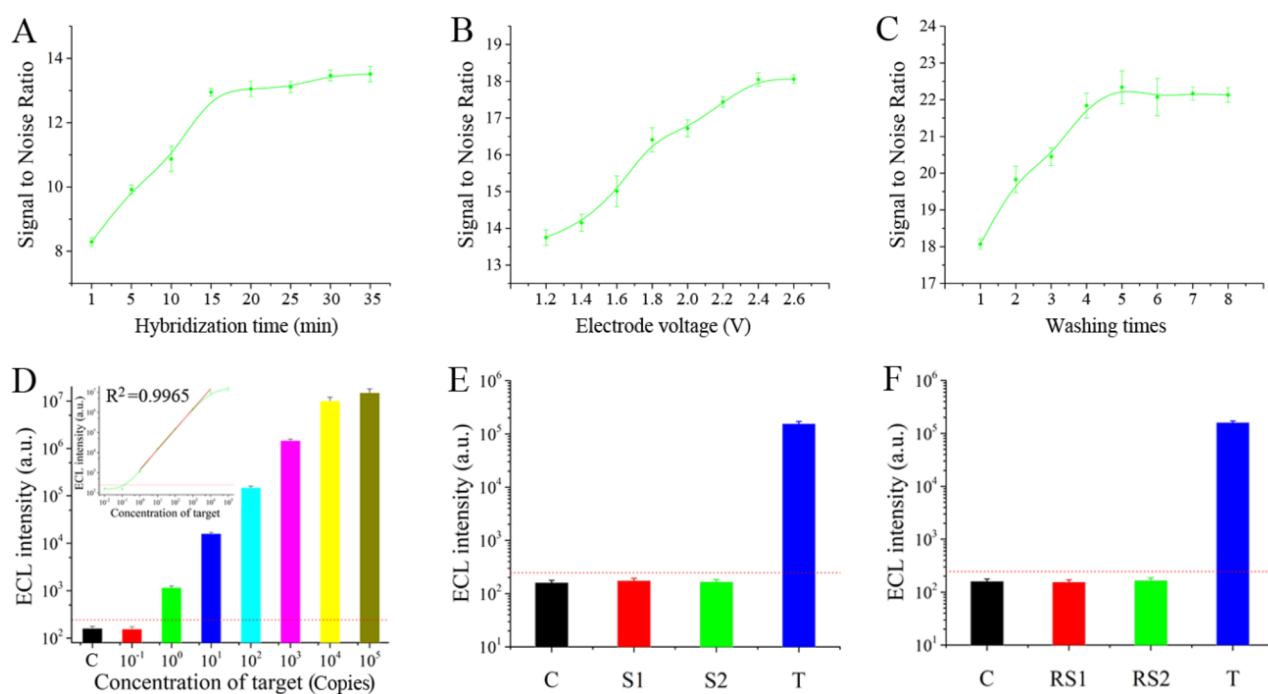 A
Signal to Noise Ratio
14
12
10
8
1 5 10 15 20 25 30 35
Hybridization time (min)
B
Signal to Noise Ratio
19
18
17
16
15
14
13
1.2 1.4 1.6 1.8 2.0 2.2 2.4 2.6
Electrode voltage (V)
C
Signal to Noise Ratio
24
23
22
21
20
19
18
17
1 2 3 4 5 6 7 8
Washing times
D
ECL intensity (a.u.)
10⁷
10⁶
10⁵
10⁴
10³
10²
R²=0.9965
ECL intensity (a.u.)
Concentration of target
C 10⁻¹ 10⁰ 10¹ 10² 10³ 10⁴ 10⁵
Concentration of target (Copies)
E
ECL intensity (a.u.)
10⁶
10⁵
10⁴
10³
10²
10¹
C S1 S2 T
F
ECL intensity (a.u.)
10⁶
10⁵
10⁴
10³
10²
10¹
C RS1 RS2 T